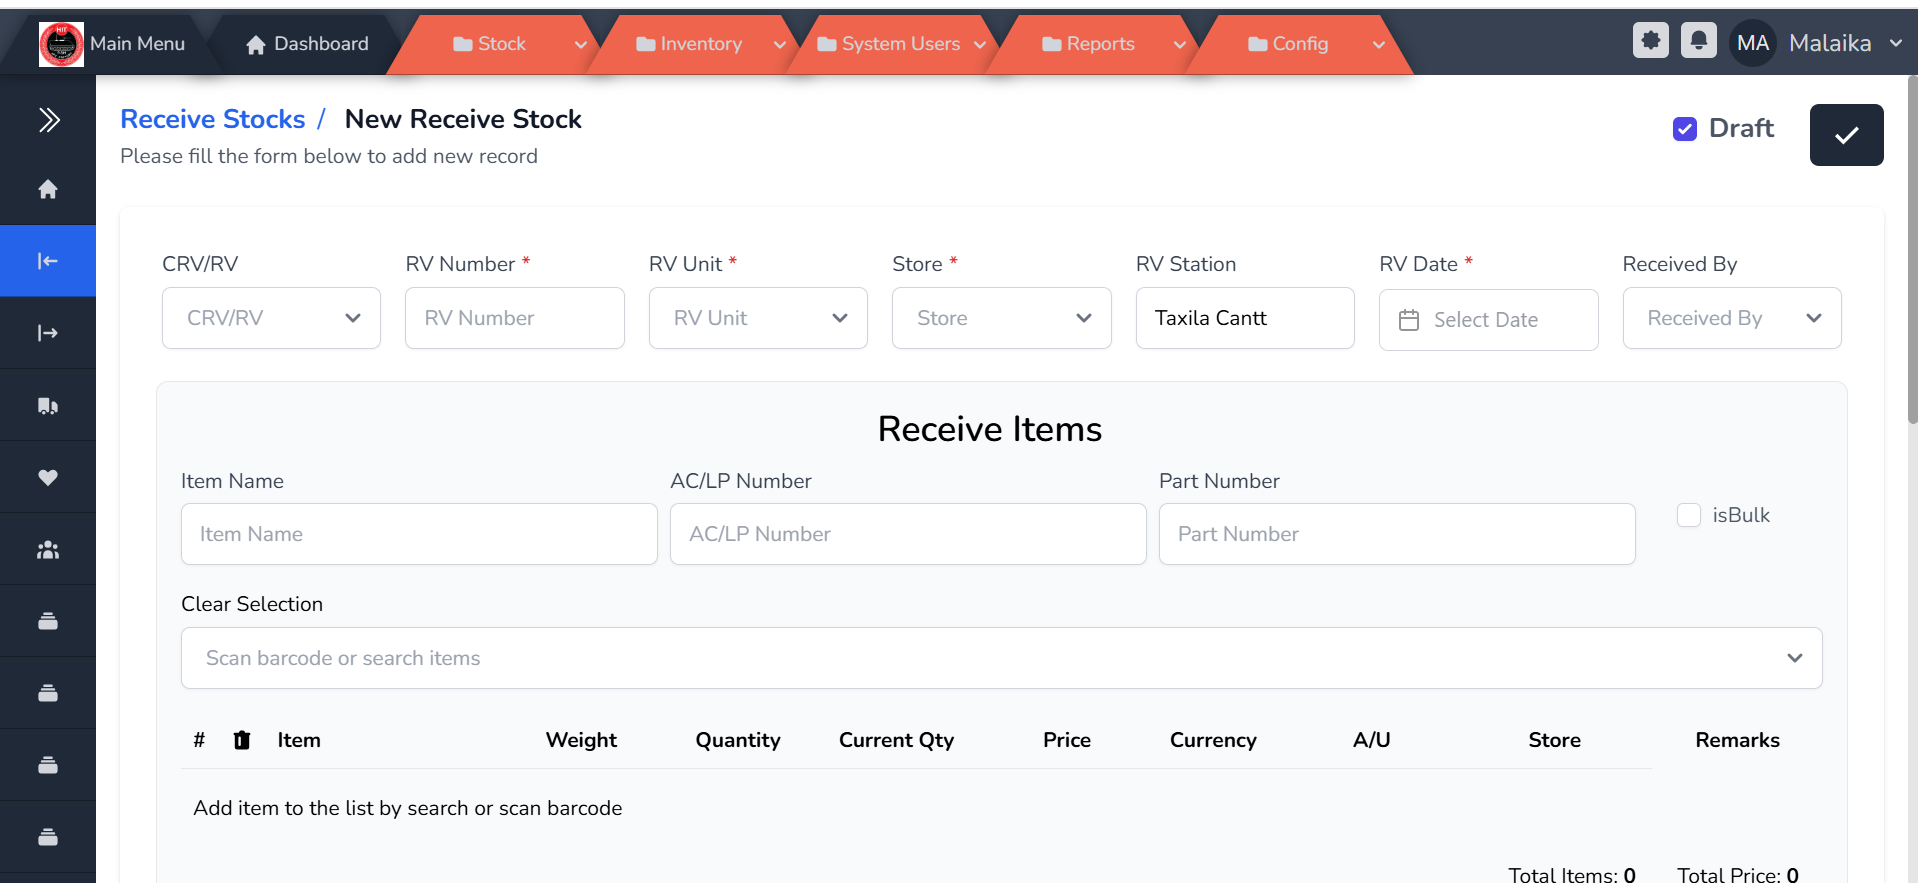 HIT Main Menu Dashboard Stock Inventory System Users Reports Config MA Malaika
Receive Stocks / New Receive Stock
Please fill the form below to add new record
Draft
CRV/RV RV Number * RV Unit * Store * RV Station RV Date * Received By
CRV/RV RV Number RV Unit Store Taxila Cantt Select Date Received By
Receive Items
Item Name AC/LP Number Part Number
Item Name AC/LP Number Part Number isBulk
Clear Selection
Scan barcode or search items
# Item Weight Quantity Current Qty Price Currency A/U Store Remarks
Add item to the list by search or scan barcode
Total Items: 0 Total Price: 0